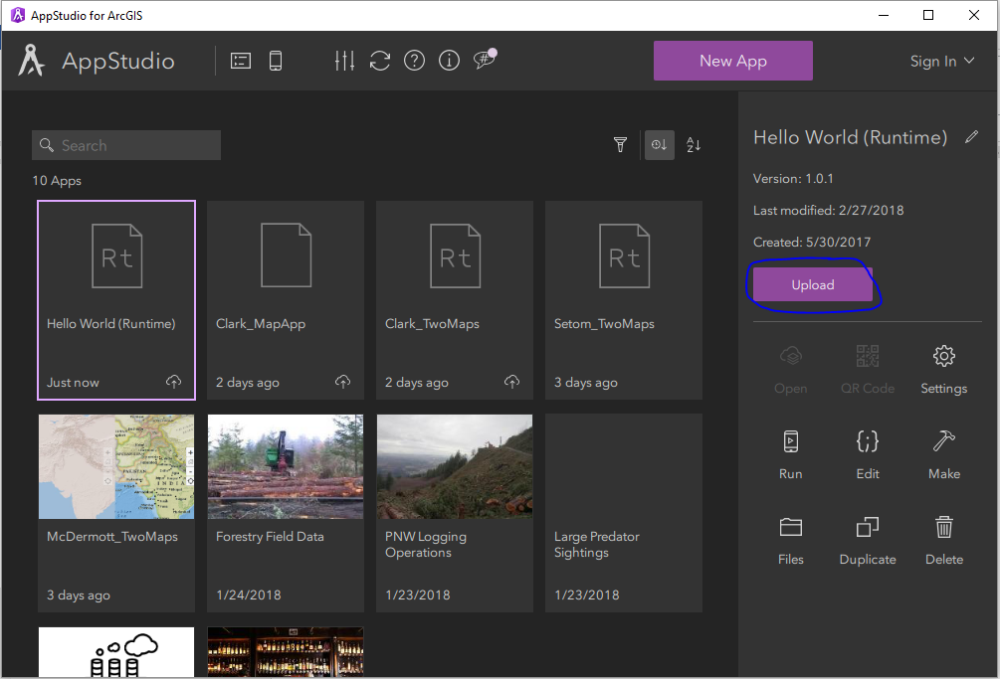 AppStudio for ArcGIS
AppStudio
New App
Sign In
Search
10 Apps
Rt
Hello World (Runtime)
Just now
Clark_MapApp
2 days ago
Rt
Clark_TwoMaps
2 days ago
Rt
Setom_TwoMaps
3 days ago
McDermott_TwoMaps
3 days ago
Forestry Field Data
1/24/2018
PNW Logging
Operations
1/23/2018
Large Predator
Sightings
1/23/2018
Hello World (Runtime)
Version: 1.0.1
Last modified: 2/27/2018
Created: 5/30/2017
Upload
Open
QR Code
Settings
Run
Edit
Make
Files
Duplicate
Delete